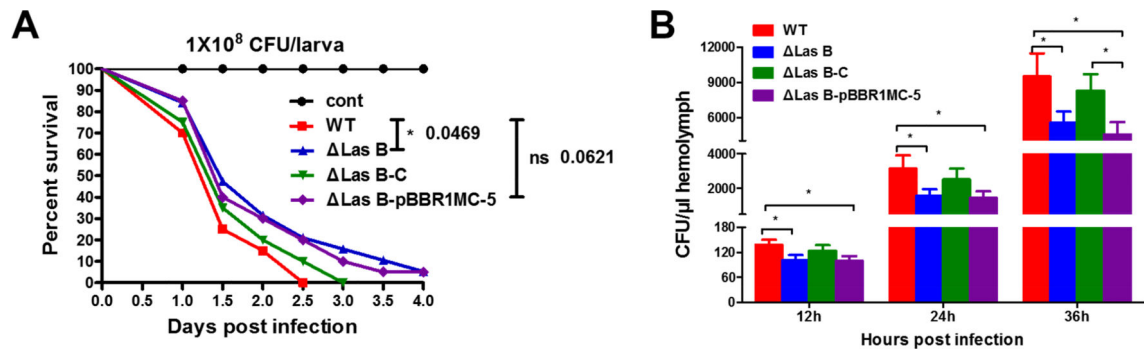 A
1X10⁸ CFU/larva
Percent survival
100
90
80
70
60
50
40
30
20
10
0
0.0 0.5 1.0 1.5 2.0 2.5 3.0 3.5 4.0
Days post infection
cont
WT
ΔLas B
ΔLas B-C
ΔLas B-pBBR1MC-5
* 0.0469
ns 0.0621
B
WT
ΔLas B
ΔLas B-C
ΔLas B-pBBR1MC-5
CFU/µl hemolymph
12000
9000
6000
4000
2000
180
120
60
0
* *
* *
* * *
12h 24h 36h
Hours post infection